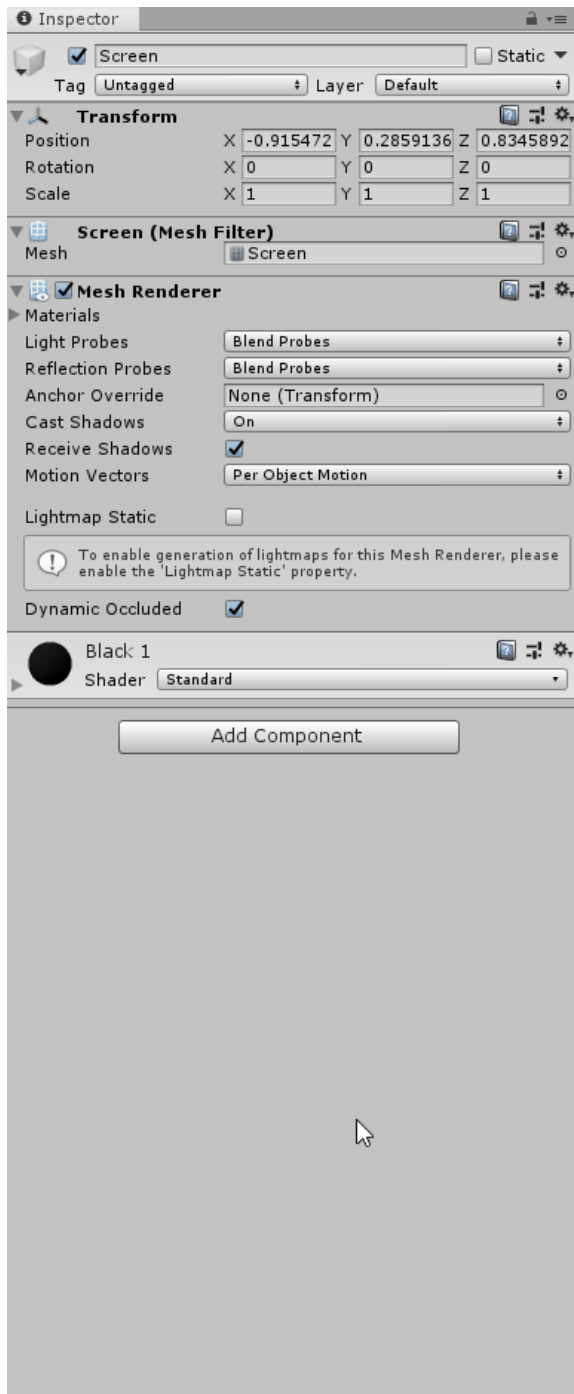 Inspector
Screen Static
Tag Untagged Layer Default
Transform
Position X -0.915472 Y 0.2859136 Z 0.8345892
Rotation X 0 Y 0 Z 0
Scale X 1 Y 1 Z 1
Screen (Mesh Filter)
Mesh Screen
Mesh Renderer
Materials
Light Probes Blend Probes
Reflection Probes Blend Probes
Anchor Override None (Transform)
Cast Shadows On
Receive Shadows
Motion Vectors Per Object Motion
Lightmap Static
To enable generation of lightmaps for this Mesh Renderer, please
enable the 'Lightmap Static' property.
Dynamic Occluded
Black 1
Shader Standard
Add Component